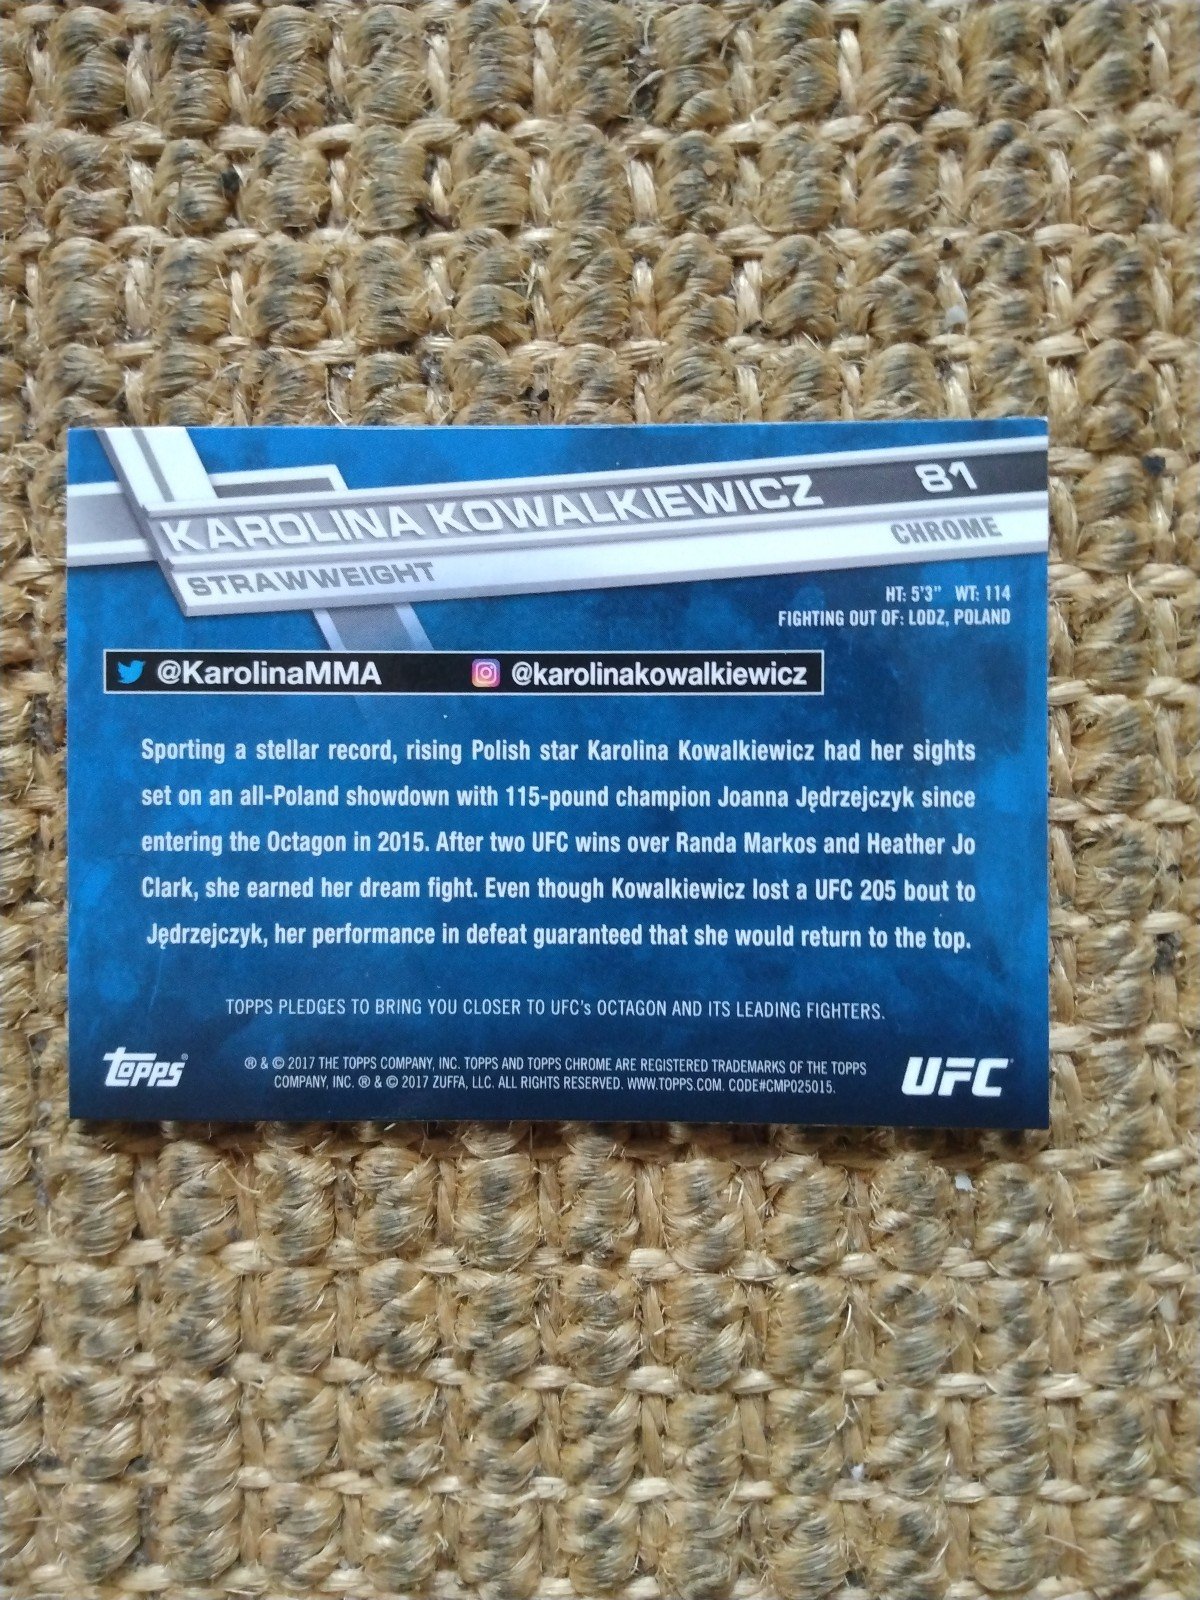 KAROLINA KOWALKIEWICZ 81
STRAWWEIGHT CHROME
HT: 5'3" WT: 114
FIGHTING OUT OF: LODZ, POLAND
@KarolinaMMA @karolinakowalkiewicz
Sporting a stellar record, rising Polish star Karolina Kowalkiewicz had her sights
set on an all-Poland showdown with 115-pound champion Joanna Jędrzejczyk since
entering the Octagon in 2015. After two UFC wins over Randa Markos and Heather Jo
Clark, she earned her dream fight. Even though Kowalkiewicz lost a UFC 205 bout to
Jędrzejczyk, her performance in defeat guaranteed that she would return to the top.
TOPPS PLEDGES TO BRING YOU CLOSER TO UFC's OCTAGON AND ITS LEADING FIGHTERS.
Topps® ® & © 2017 THE TOPPS COMPANY, INC. TOPPS AND TOPPS CHROME ARE REGISTERED TRADEMARKS OF THE TOPPS
COMPANY, INC. ® & © 2017 ZUFFA, LLC. ALL RIGHTS RESERVED. WWW.TOPPS.COM. CODE#CMP025015.
UFC®